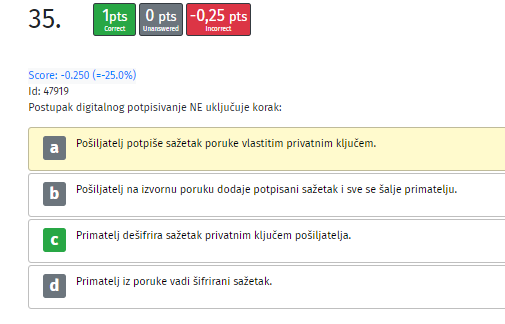 35.
1pts
Correct
0 pts
Unanswered
-0,25 pts
Incorrect
Score: -0.250 (=-25.0%)
Id: 47919
Postupak digitalnog potpisivanje NE uključuje korak:
a Pošiljatelj potpiše sažetak poruke vlastitim privatnim ključem.
b Pošiljatelj na izvornu poruku dodaje potpisani sažetak i sve se šalje primatelju.
c Primatelj dešifrira sažetak privatnim ključem pošiljatelja.
d Primatelj iz poruke vadi šifrirani sažetak.